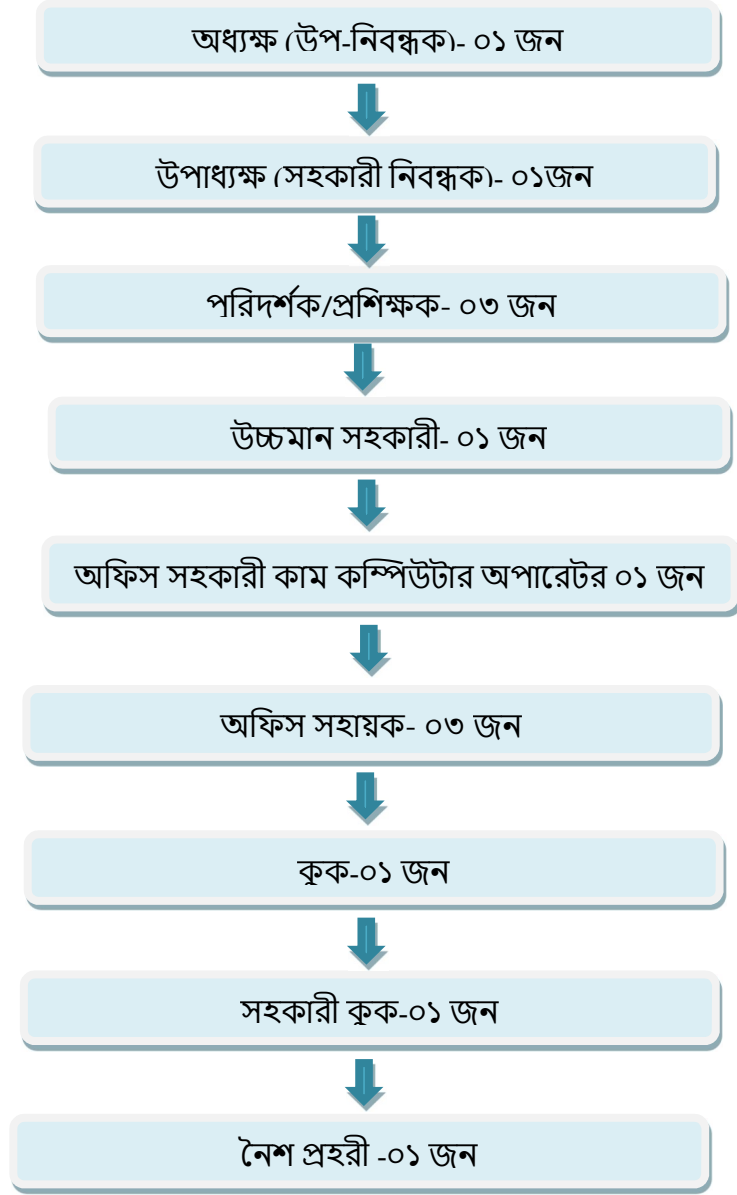 অধ্যক্ষ (উপ-নিবন্ধক)- ০১ জন
উপাধ্যক্ষ (সহকারী নিবন্ধক)- ০১জন
পরিদর্শক/প্রশিক্ষক- ০৩ জন
উচ্চমান সহকারী- ০১ জন
অফিস সহকারী কাম কম্পিউটার অপারেটর ০১ জন
অফিস সহায়ক- ০৩ জন
কুক-০১ জন
সহকারী কুক-০১ জন
নৈশ প্রহরী -০১ জন